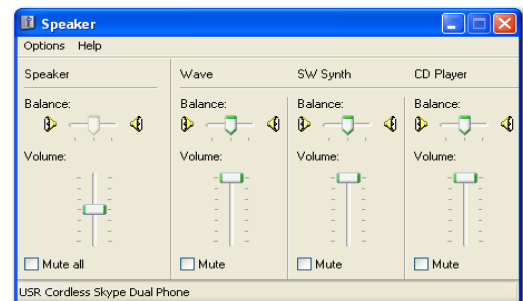 Speaker
Options Help
Speaker Wave SW Synth CD Player
Balance: Balance: Balance: Balance:
Volume: Volume: Volume: Volume:
Mute all Mute Mute Mute
USR Cordless Skype Dual Phone